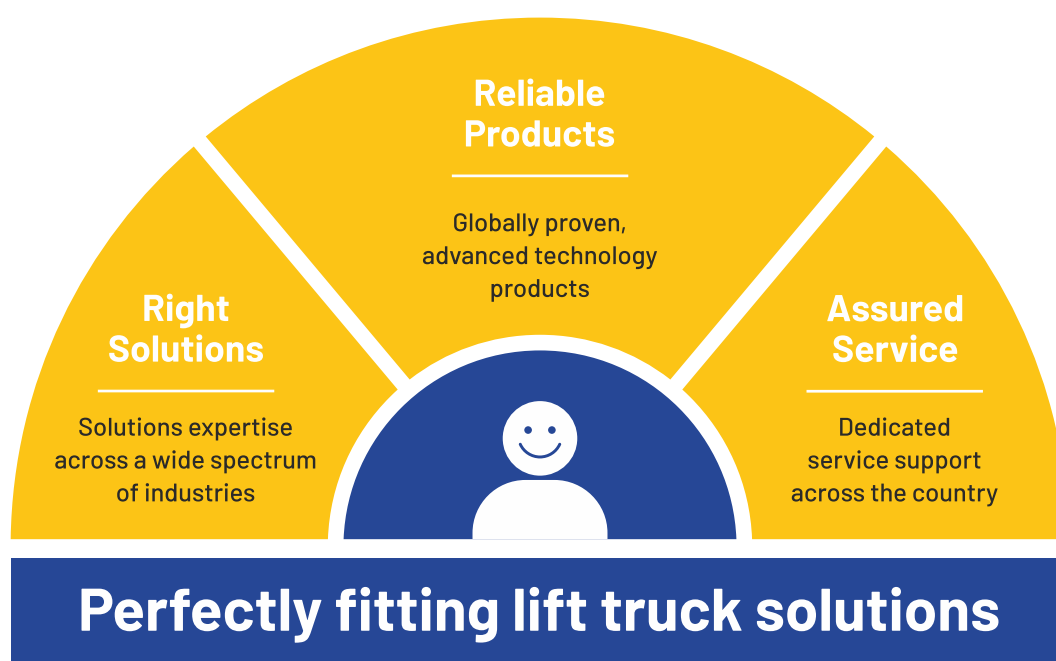 Reliable
Products
Globally proven,
advanced technology
products
Right
Solutions
Solutions expertise
across a wide spectrum
of industries
Assured
Service
Dedicated
service support
across the country
Perfectly fitting lift truck solutions